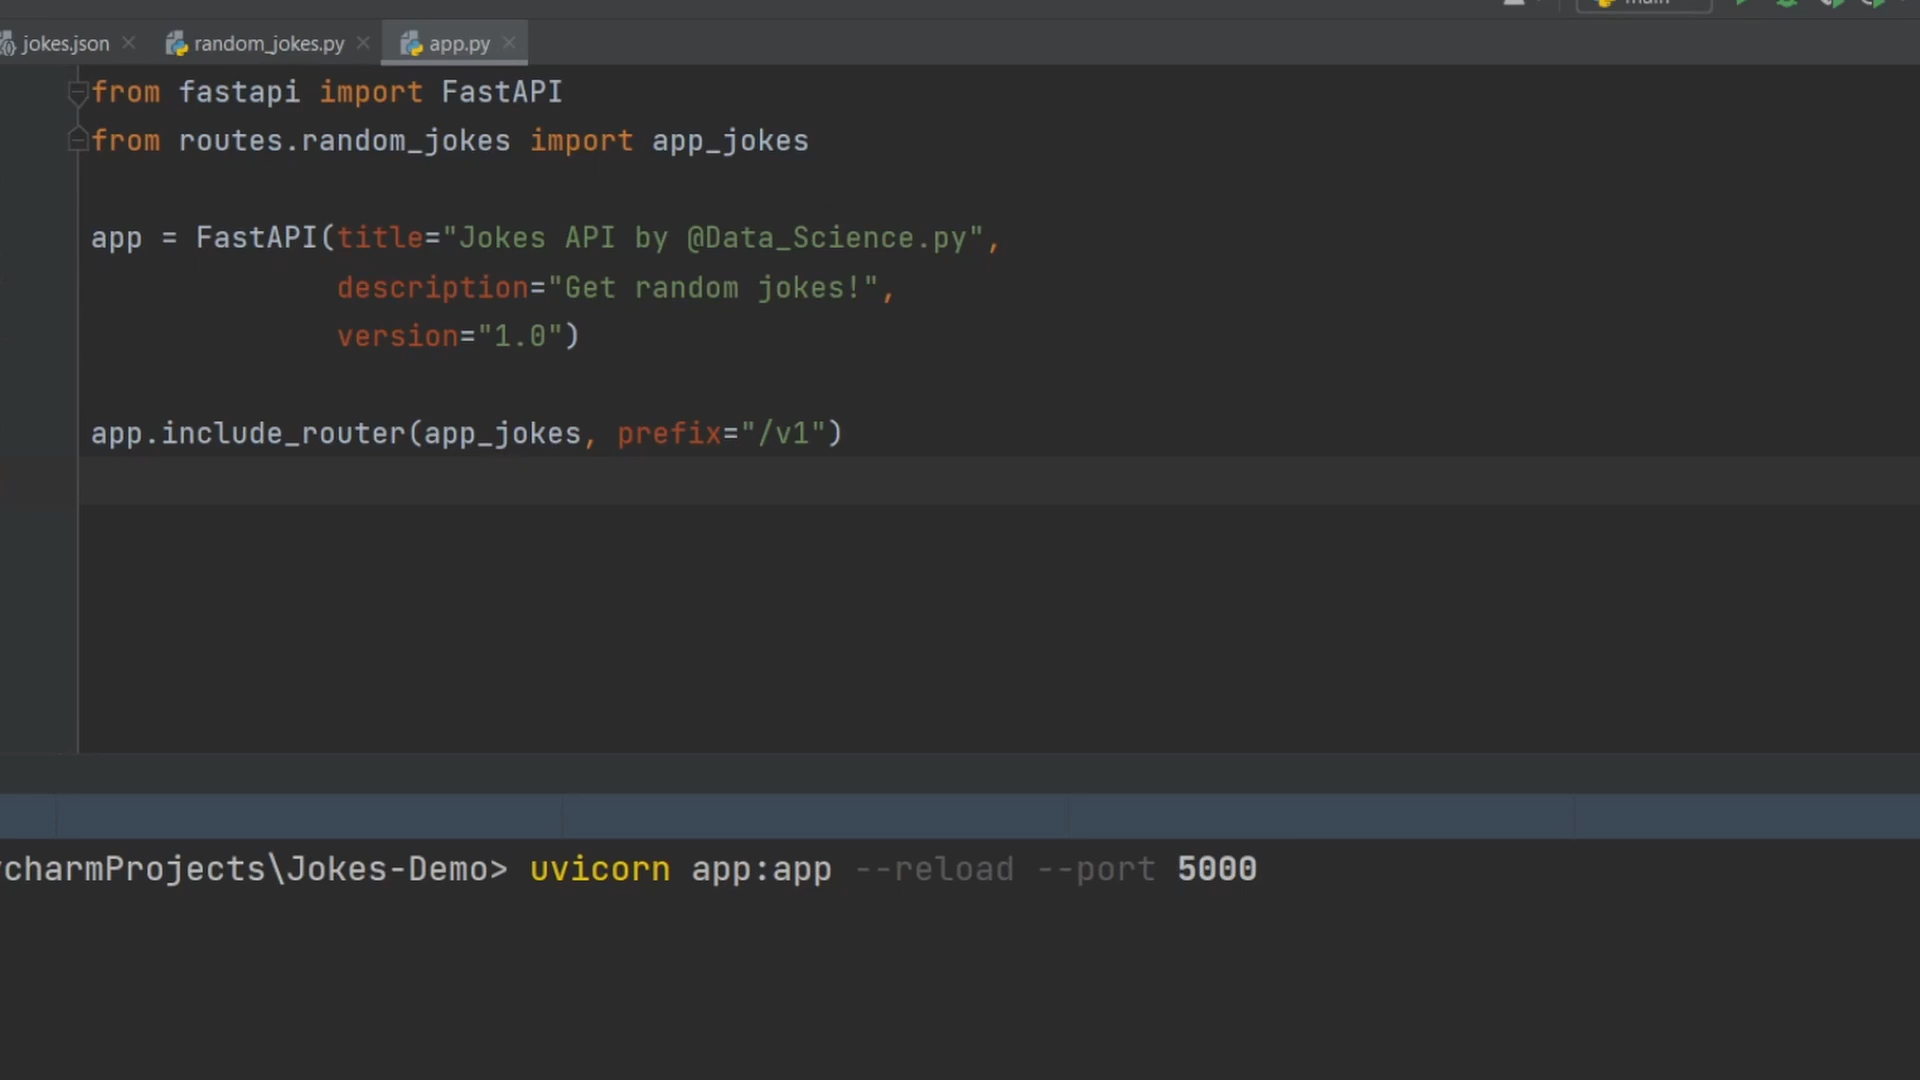 main
jokes.json random_jokes.py app.py
from fastapi import FastAPI
from routes.random_jokes import app_jokes
app = FastAPI(title="Jokes API by @Data_Science.py",
description="Get random jokes!",
version="1.0")
app.include_router(app_jokes, prefix="/v1")
ycharmProjects\Jokes-Demo> uvicorn app:app --reload --port 5000